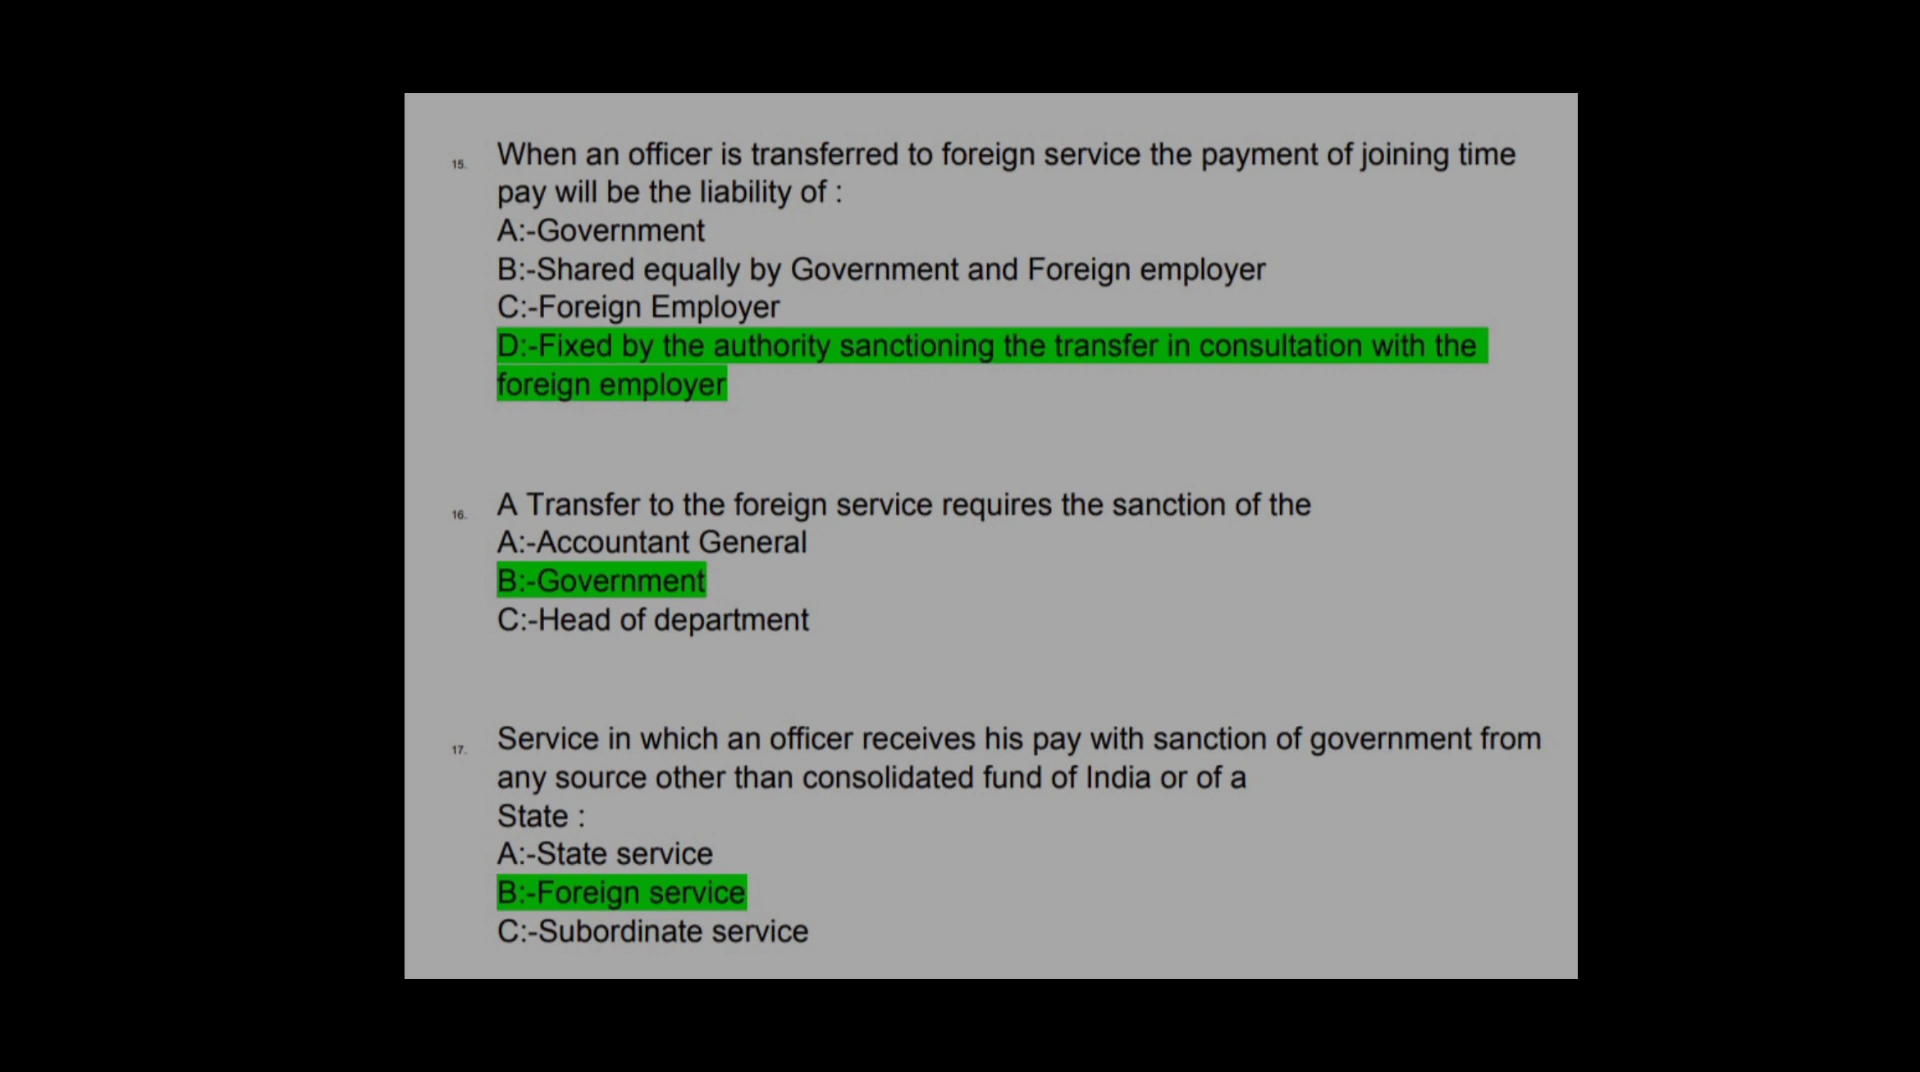 15. When an officer is transferred to foreign service the payment of joining time
pay will be the liability of :
A:-Government
B:-Shared equally by Government and Foreign employer
C:-Foreign Employer
D:-Fixed by the authority sanctioning the transfer in consultation with the
foreign employer
16. A Transfer to the foreign service requires the sanction of the
A:-Accountant General
B:-Government
C:-Head of department
17. Service in which an officer receives his pay with sanction of government from
any source other than consolidated fund of India or of a
State :
A:-State service
B:-Foreign service
C:-Subordinate service